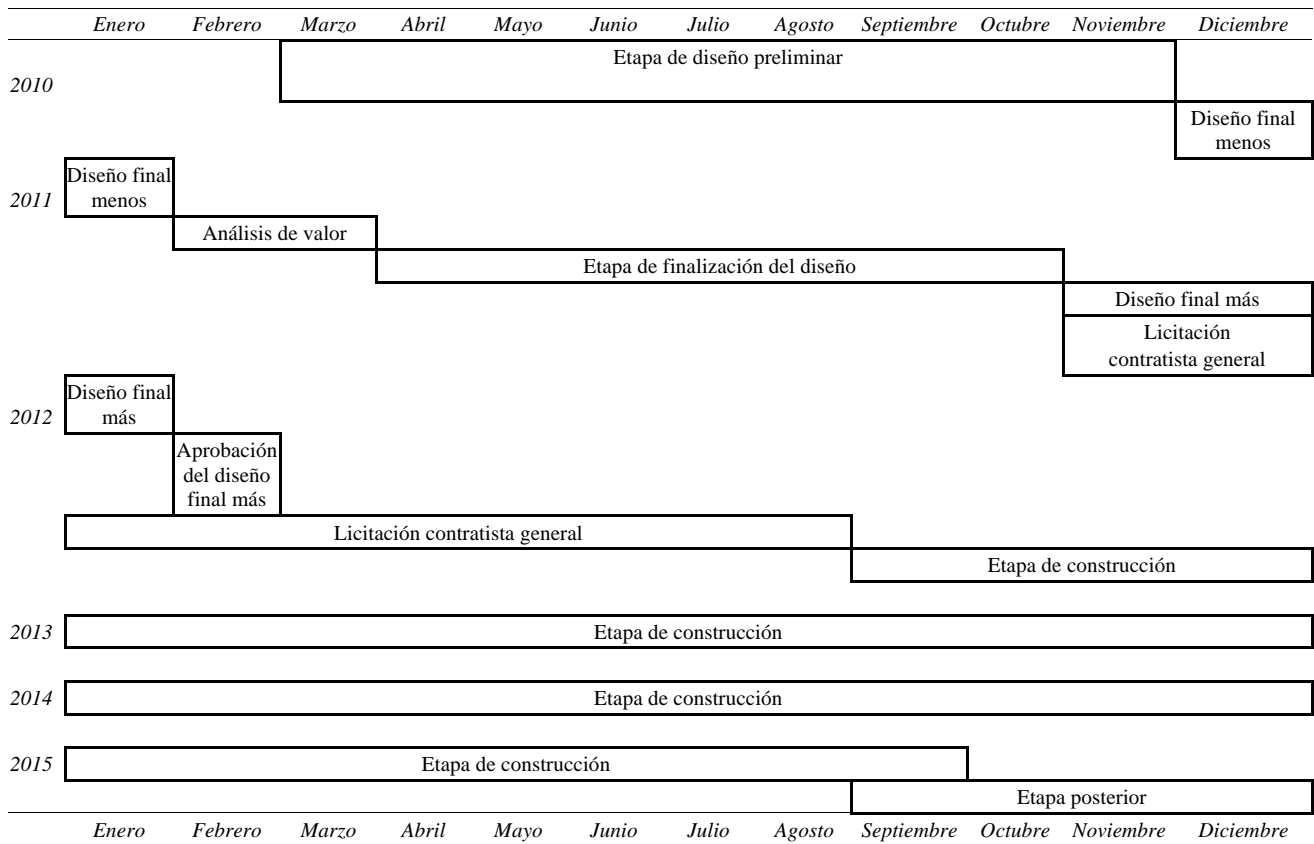 Enero Febrero Marzo Abril Mayo Junio Julio Agosto Septiembre Octubre Noviembre Diciembre
Etapa de diseño preliminar
2010
Diseño final
menos
Diseño final
2011 menos
Análisis de valor
Etapa de finalización del diseño
Diseño final más
Licitación
contratista general
Diseño final
2012 más
Aprobación
del diseño
final más
Licitación contratista general
Etapa de construcción
2013 Etapa de construcción
2014 Etapa de construcción
2015 Etapa de construcción
Etapa posterior
Enero Febrero Marzo Abril Mayo Junio Julio Agosto Septiembre Octubre Noviembre Diciembre